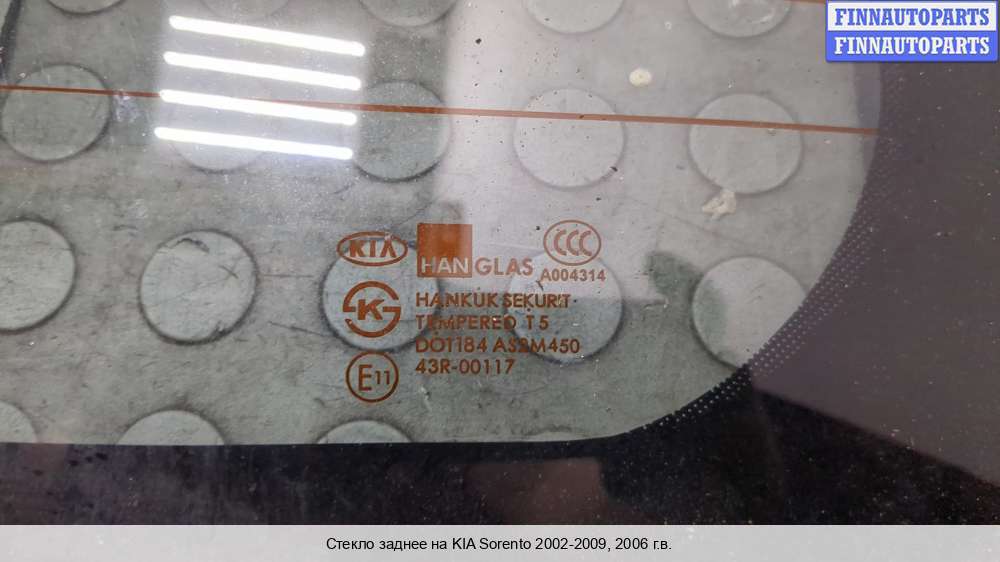 FINNAUTOPARTS
FINNAUTOPARTS
KIA HANGLAS CCC
A004314
HANKUK SEKURIT
TEMPERED T5
DOT184 AS2M450
43R-00117
E11
Стекло заднее на KIA Sorento 2002-2009, 2006 г.в.